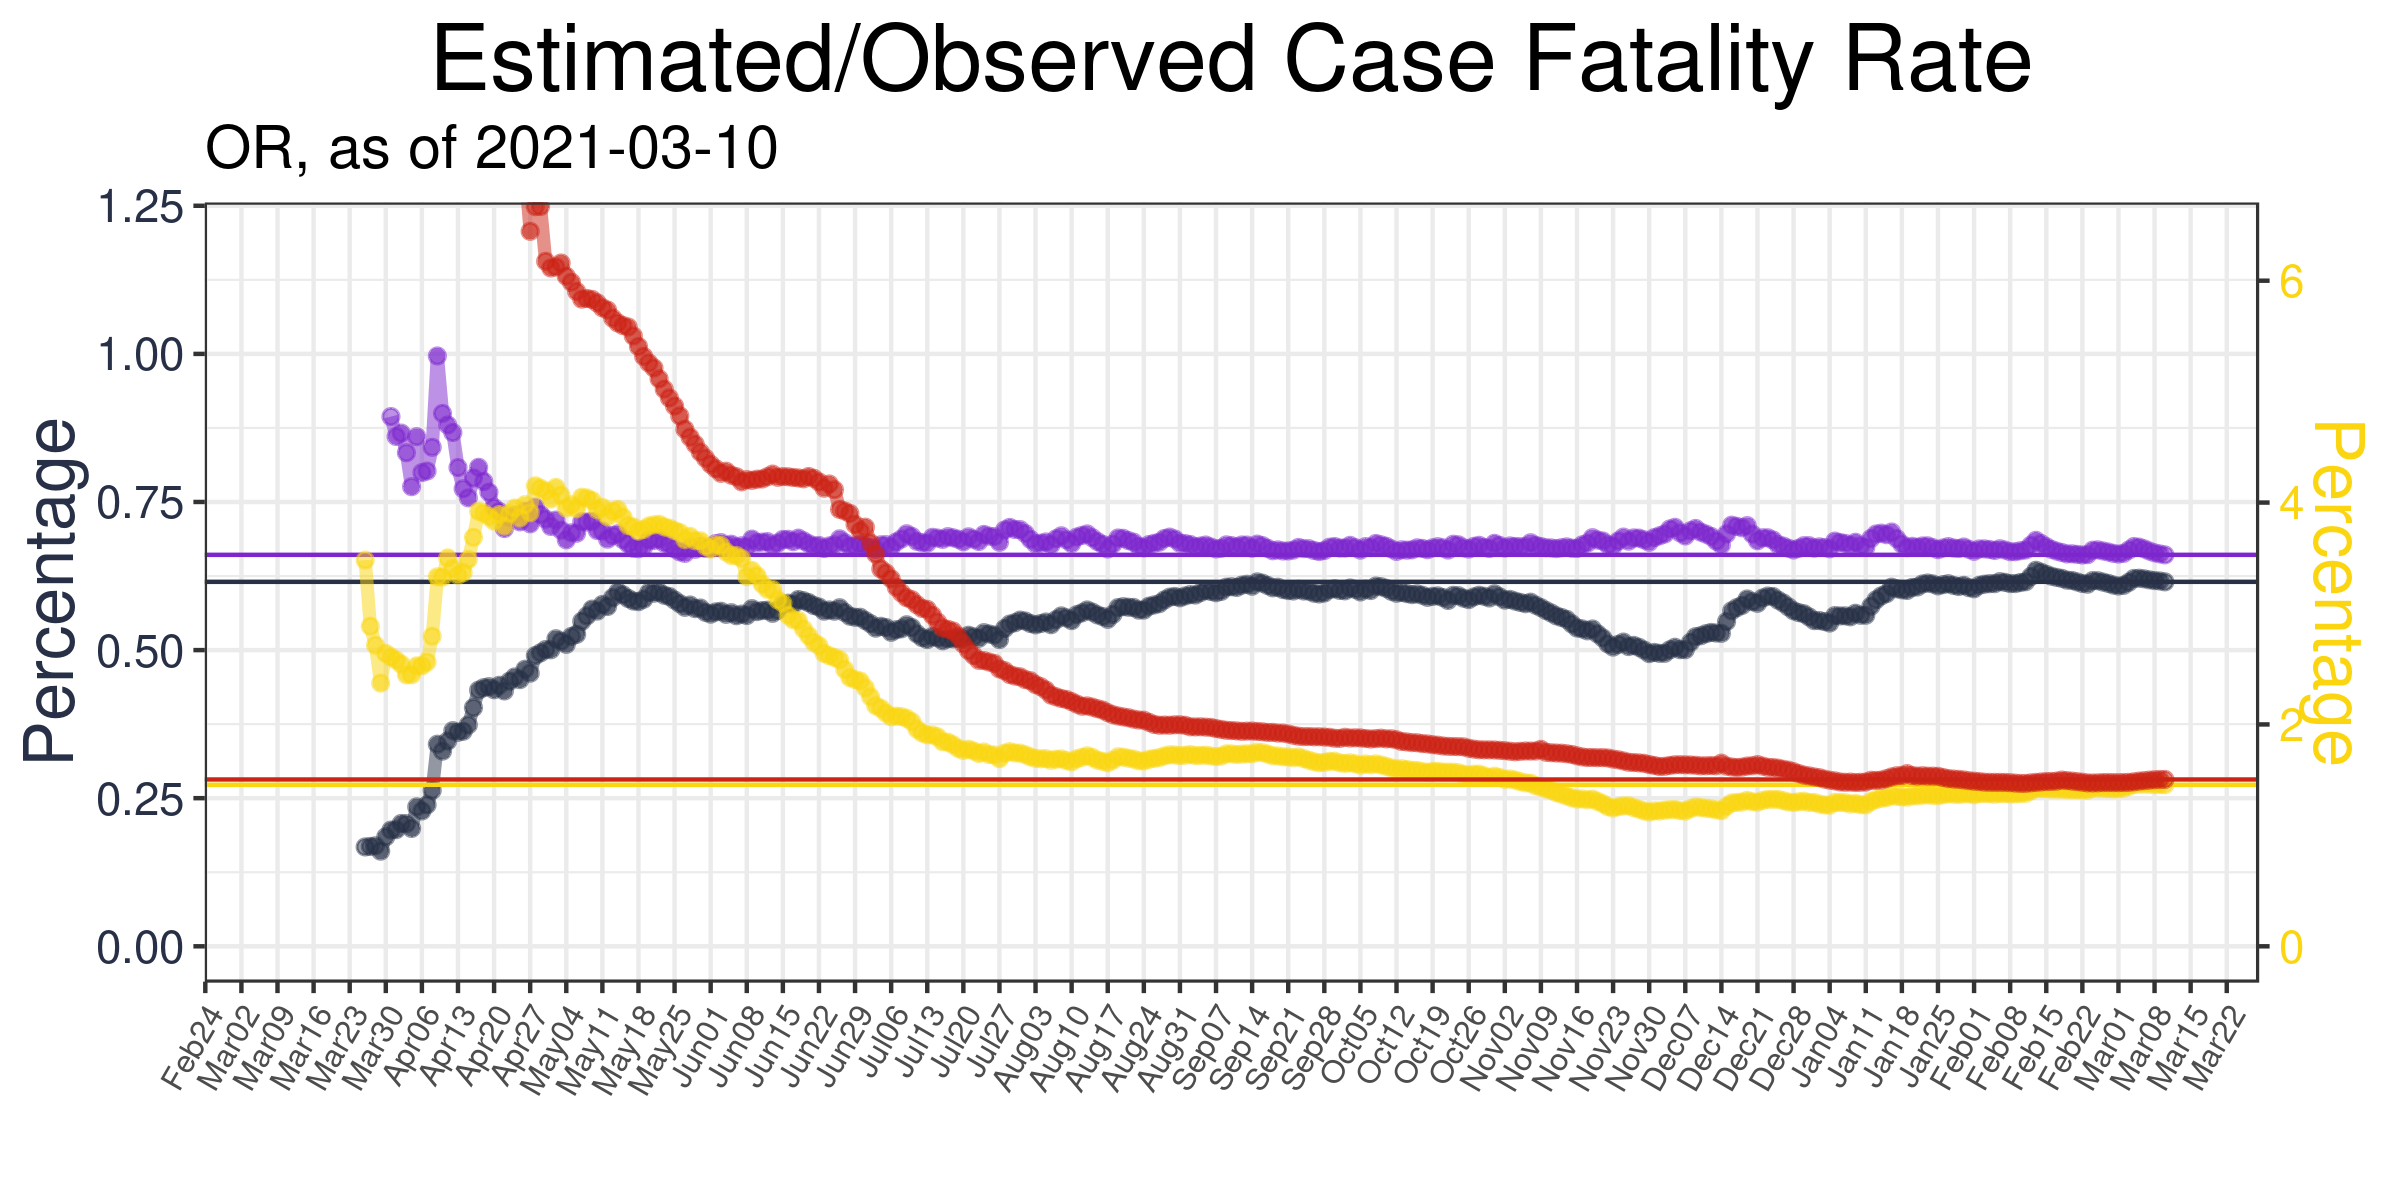 Estimated/Observed Case Fatality Rate
OR, as of 2021-03-10
Percentage
1.25
1.00
0.75
0.50
0.25
0.00
6
4
2
0
Percentage
Feb24
Mar02
Mar09
Mar16
Mar23
Mar30
Apr06
Apr13
Apr20
Apr27
May04
May11
May18
May25
Jun01
Jun08
Jun15
Jun22
Jun29
Jul06
Jul13
Jul20
Jul27
Aug03
Aug10
Aug17
Aug24
Aug31
Sep07
Sep14
Sep21
Sep28
Oct05
Oct12
Oct19
Oct26
Nov02
Nov09
Nov16
Nov23
Nov30
Dec07
Dec14
Dec21
Dec28
Jan04
Jan11
Jan18
Jan25
Feb01
Feb08
Feb15
Feb22
Mar01
Mar08
Mar15
Mar22